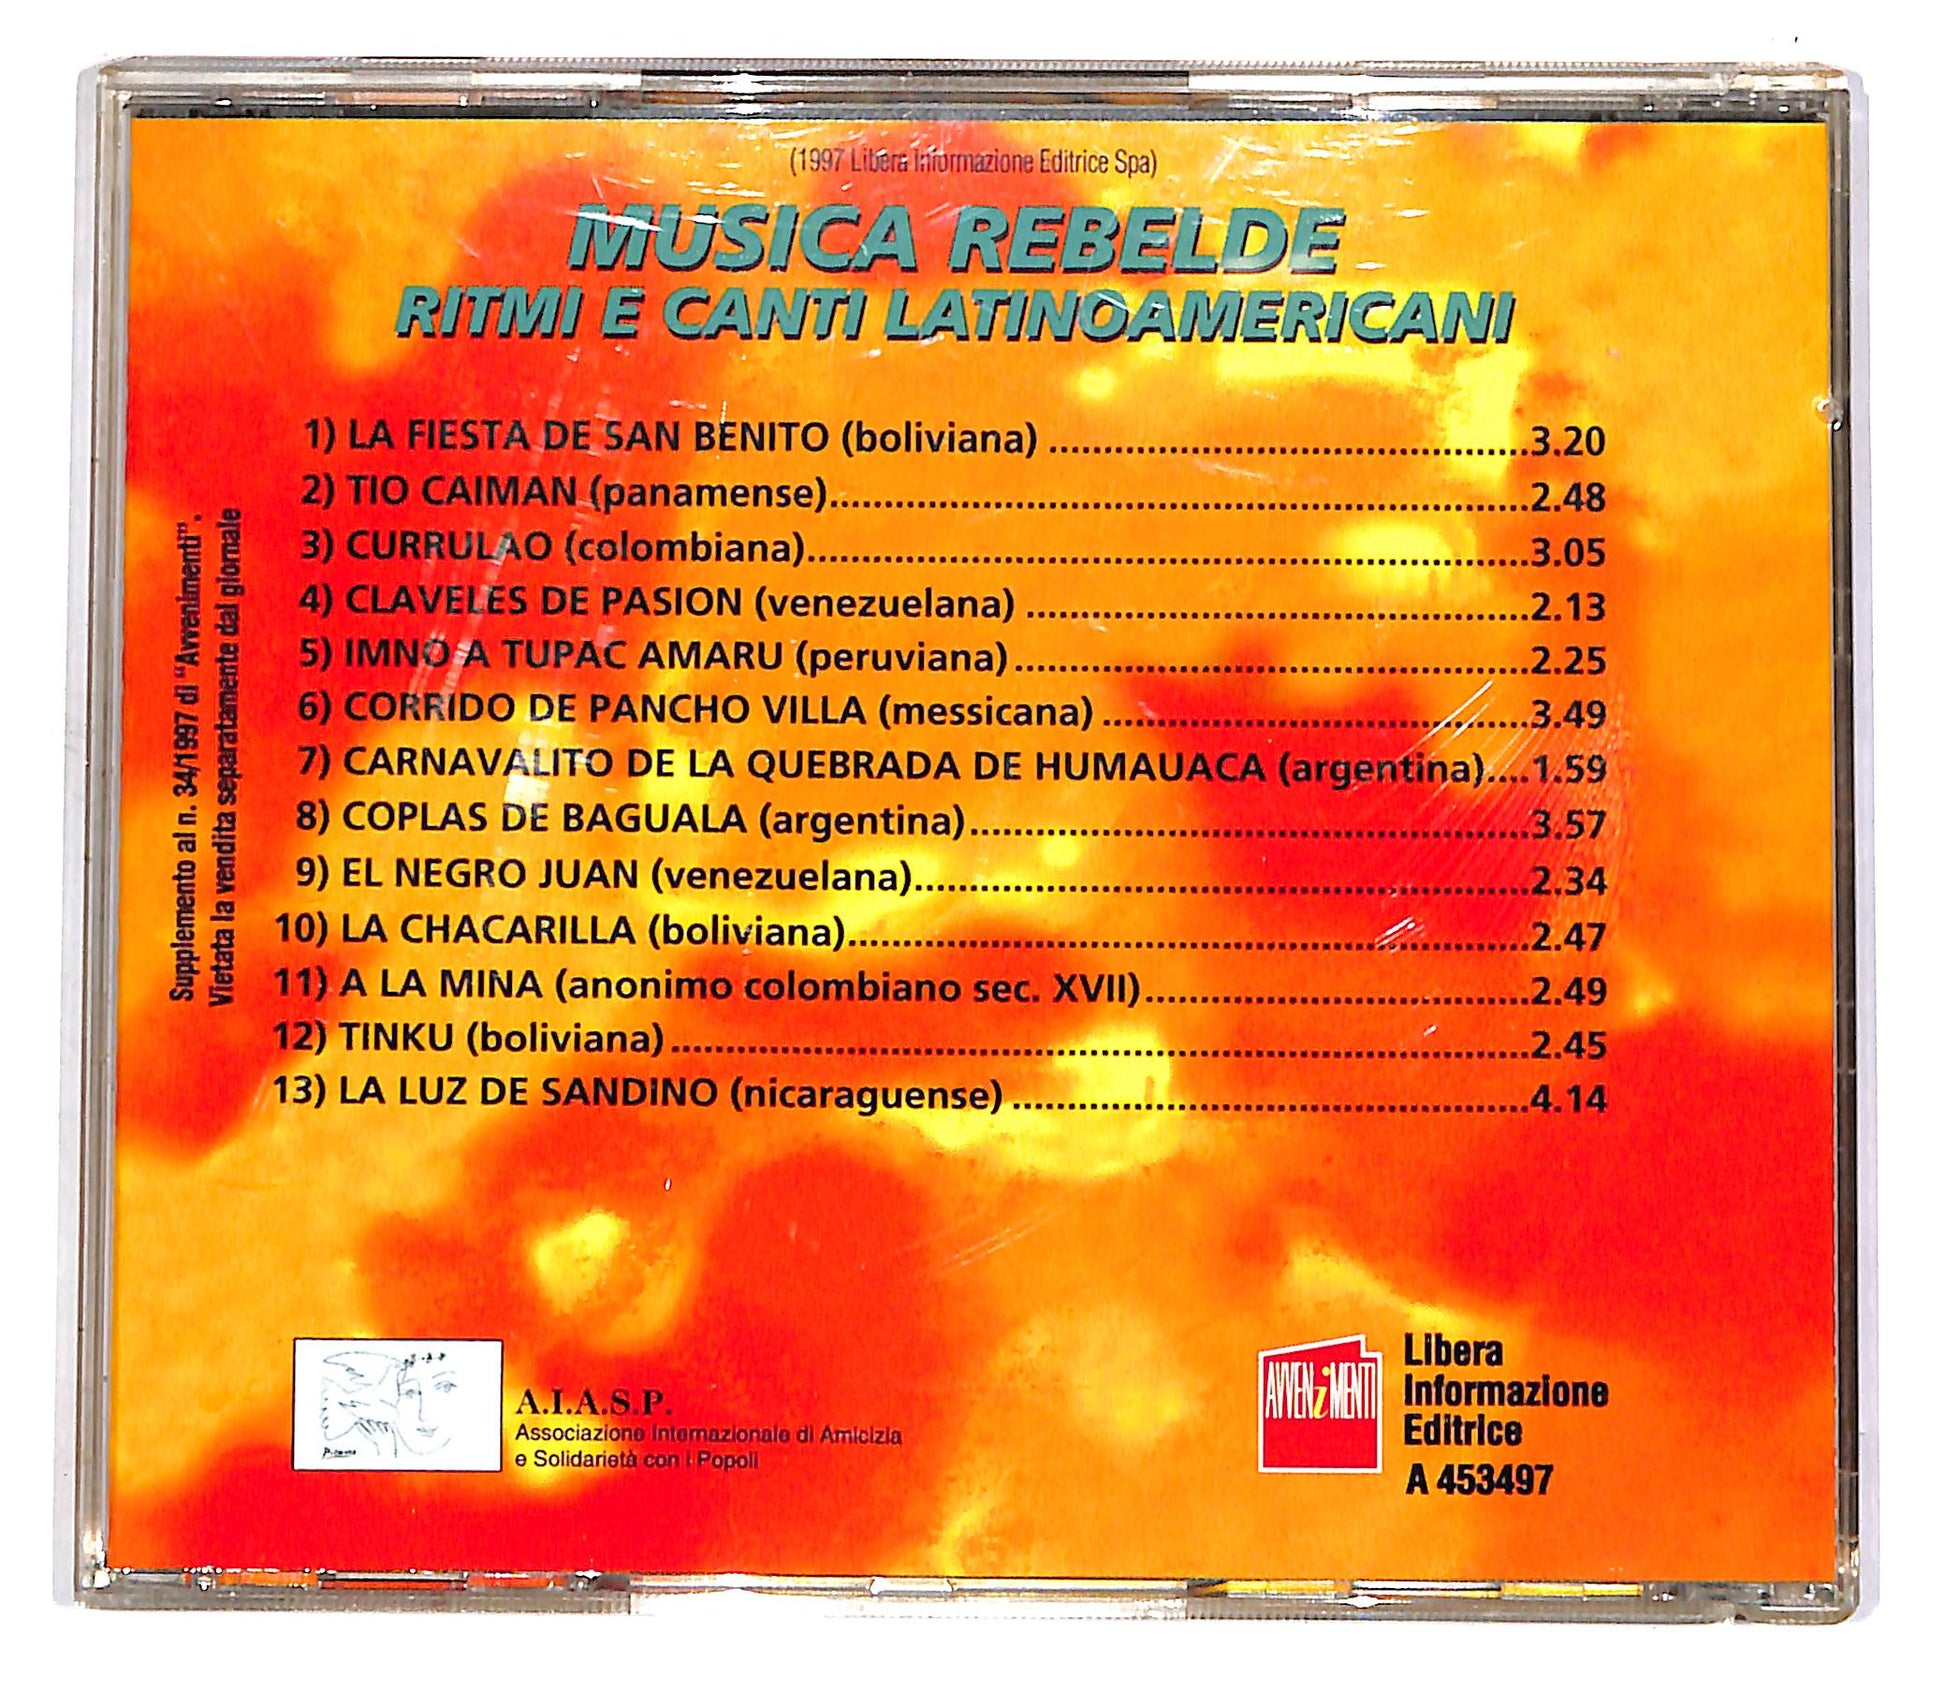 (1997 Libera Informazione Editrice Spa)
MUSICA REBELDE
RITMI E CANTI LATINOAMERICANI
1) LA FIESTA DE SAN BENITO (boliviana) ............................................3.20
2) TIO CAIMAN (panamense)................................................................2.48
3) CURRULAO (colombiana)..................................................................3.05
4) CLAVELES DE PASION (venezuelana) ..............................................2.13
5) IMNO A TUPAC AMARU (peruviana)...............................................2.25
6) CORRIDO DE PANCHO VILLA (messicana) .......................................3.49
7) CARNAVALITO DE LA QUEBRADA DE HUMAUACA (argentina)....1.59
8) COPLAS DE BAGUALA (argentina)...................................................3.57
9) EL NEGRO JUAN (venezuelana)........................................................2.34
10) LA CHACARILLA (boliviana)..............................................................2.47
11) A LA MINA (anonimo colombiano sec. XVII)...................................2.49
12) TINKU (boliviana) ..............................................................................2.45
13) LA LUZ DE SANDINO (nicaraguense) ...............................................4.14
Supplemento al n. 34/1997 di "Avvenimenti".
Vietata la vendita separatamente dal giornale
Picasso
A.I.A.S.P.
Associazione Internazionale di Amicizia
e Solidarietà con i Popoli
AVVENiMENTI
Libera
Informazione
Editrice
A 453497